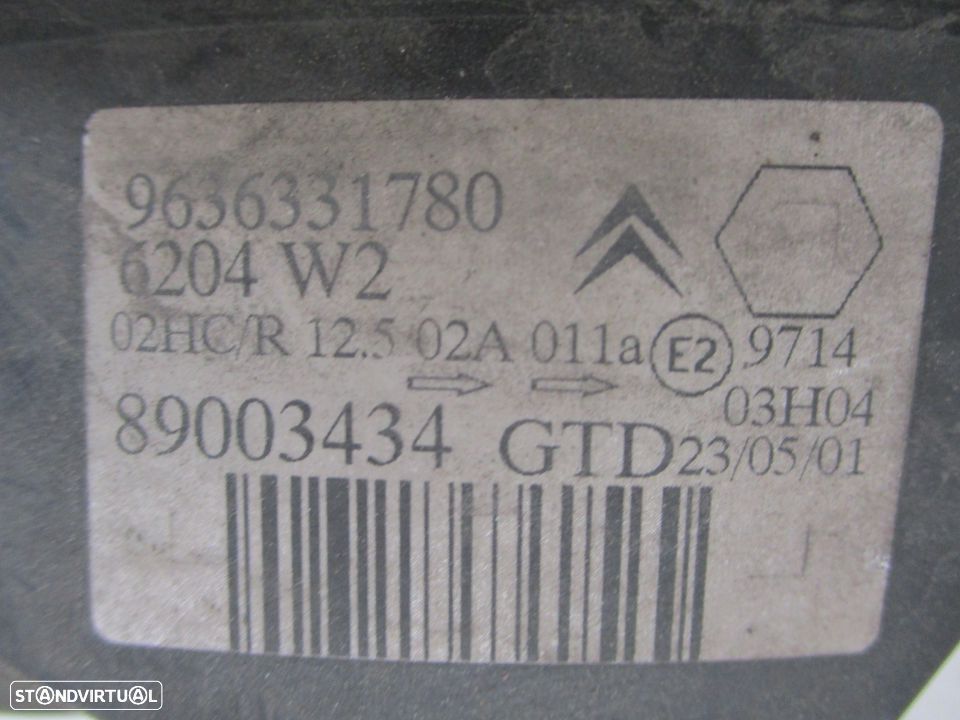 9636331780
6204 W2
02HC/R 12.5 02A 011a E2 .9714
03H04
89003434 GTD 23/05/01
STANDVIRTUAL